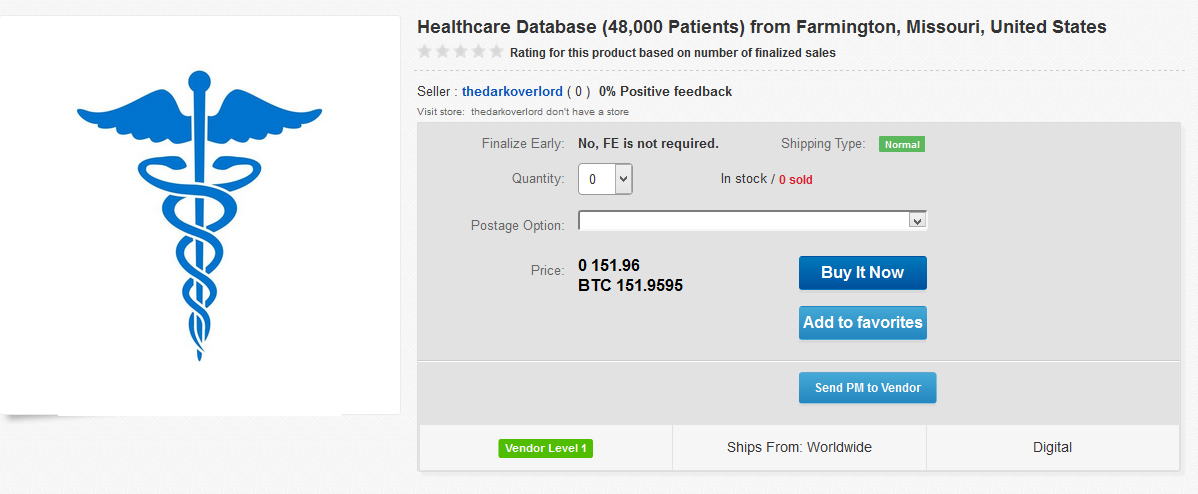 Healthcare Database (48,000 Patients) from Farmington, Missouri, United States
Rating for this product based on number of finalized sales
Seller : thedarkoverlord ( 0 ) 0% Positive feedback
Visit store: thedarkoverlord don't have a store
Finalize Early: No, FE is not required. Shipping Type: Normal
Quantity: 0 In stock / 0 sold
Postage Option:
Price: 0 151.96
BTC 151.9595
Buy It Now
Add to favorites
Send PM to Vendor
Vendor Level 1 Ships From: Worldwide Digital